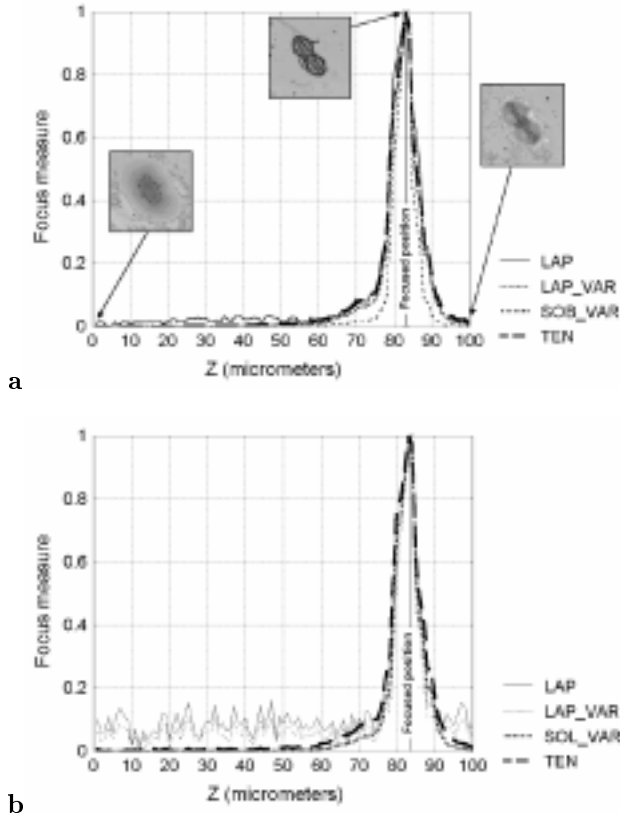 1
0.8
0.6
0.4
0.2
0
Focus measure
Focused position
LAP
LAP_VAR
SOB_VAR
TEN
0 10 20 30 40 50 60 70 80 90 100
Z (micrometers)
a
1
0.8
0.6
0.4
0.2
0
Focus measure
Focused position
LAP
LAP_VAR
SOL_VAR
TEN
0 10 20 30 40 50 60 70 80 90 100
Z (micrometers)
b